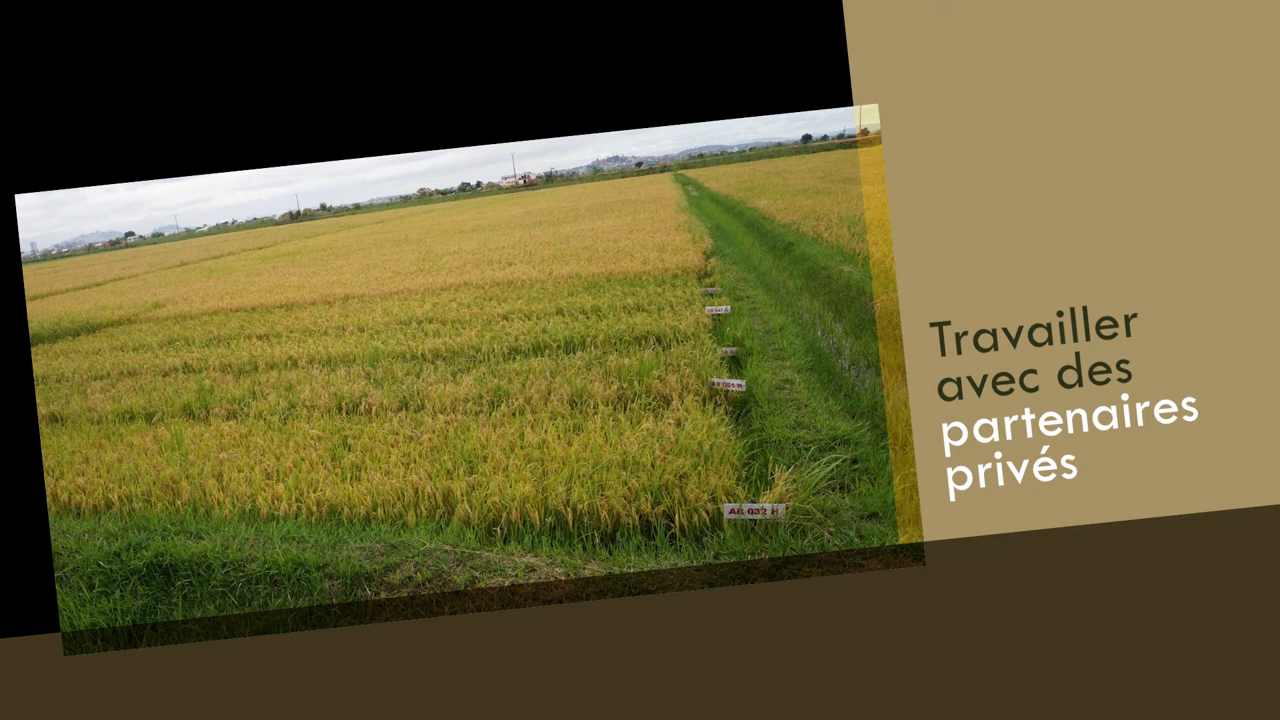 Travailler
avec des
partenaires
privés
AR 032 H